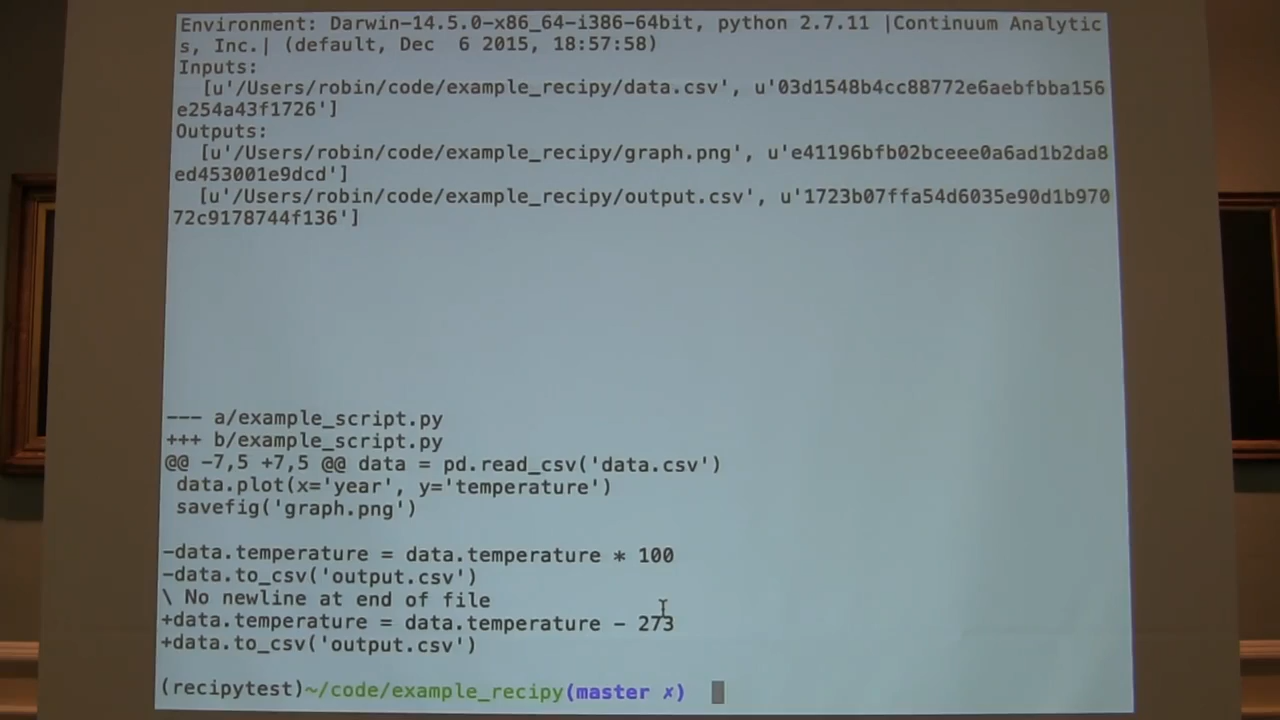 Environment: Darwin-14.5.0-x86_64-i386-64bit, python 2.7.11 |Continuum Analytic
s, Inc.| (default, Dec  6 2015, 18:57:58)
Inputs:
  [u'/Users/robin/code/example_recipy/data.csv', u'03d1548b4cc88772e6aebfbba156
e254a43f1726']
Outputs:
  [u'/Users/robin/code/example_recipy/graph.png', u'e41196bfb02bceee0a6ad1b2da8
ed453001e9dcd']
  [u'/Users/robin/code/example_recipy/output.csv', u'1723b07ffa54d6035e90d1b970
72c9178744f136']
--- a/example_script.py
+++ b/example_script.py
@@ -7,5 +7,5 @@ data = pd.read_csv('data.csv')
 data.plot(x='year', y='temperature')
 savefig('graph.png')
-data.temperature = data.temperature * 100
-data.to_csv('output.csv')
\ No newline at end of file
+data.temperature = data.temperature - 273
+data.to_csv('output.csv')
(recipytest)~/code/example_recipy(master ✗)